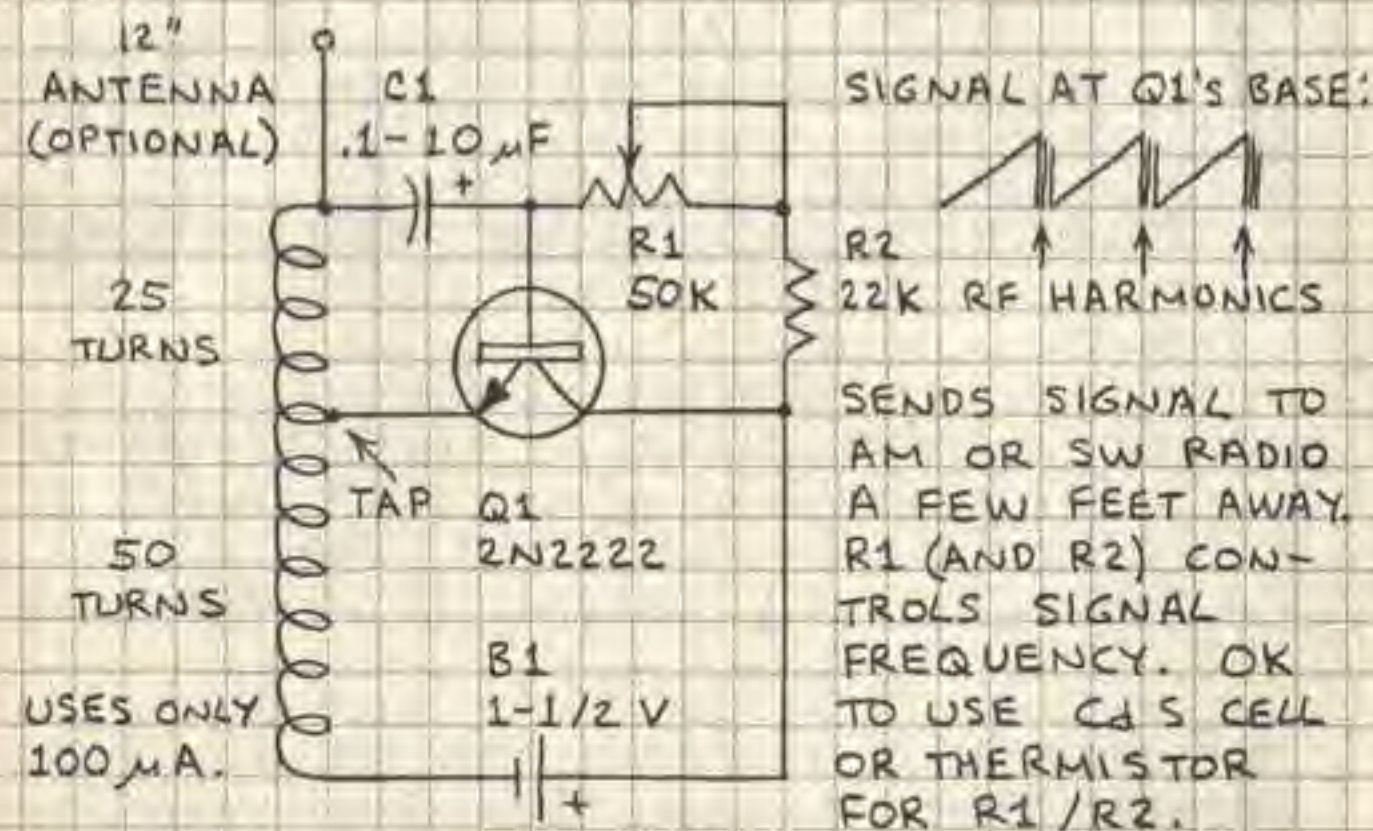 12"
ANTENNA
(OPTIONAL)
C1
.1-10 µF
+
25
TURNS
R1
50K
R2
22K
TAP
Q1
2N2222
50
TURNS
B1
1-1/2 V
+
USES ONLY
100 µA.
SIGNAL AT Q1's BASE:
RF HARMONICS
SENDS SIGNAL TO
AM OR SW RADIO
A FEW FEET AWAY.
R1 (AND R2) CON-
TROLS SIGNAL
FREQUENCY. OK
TO USE CdS CELL
OR THERMISTOR
FOR R1/R2.